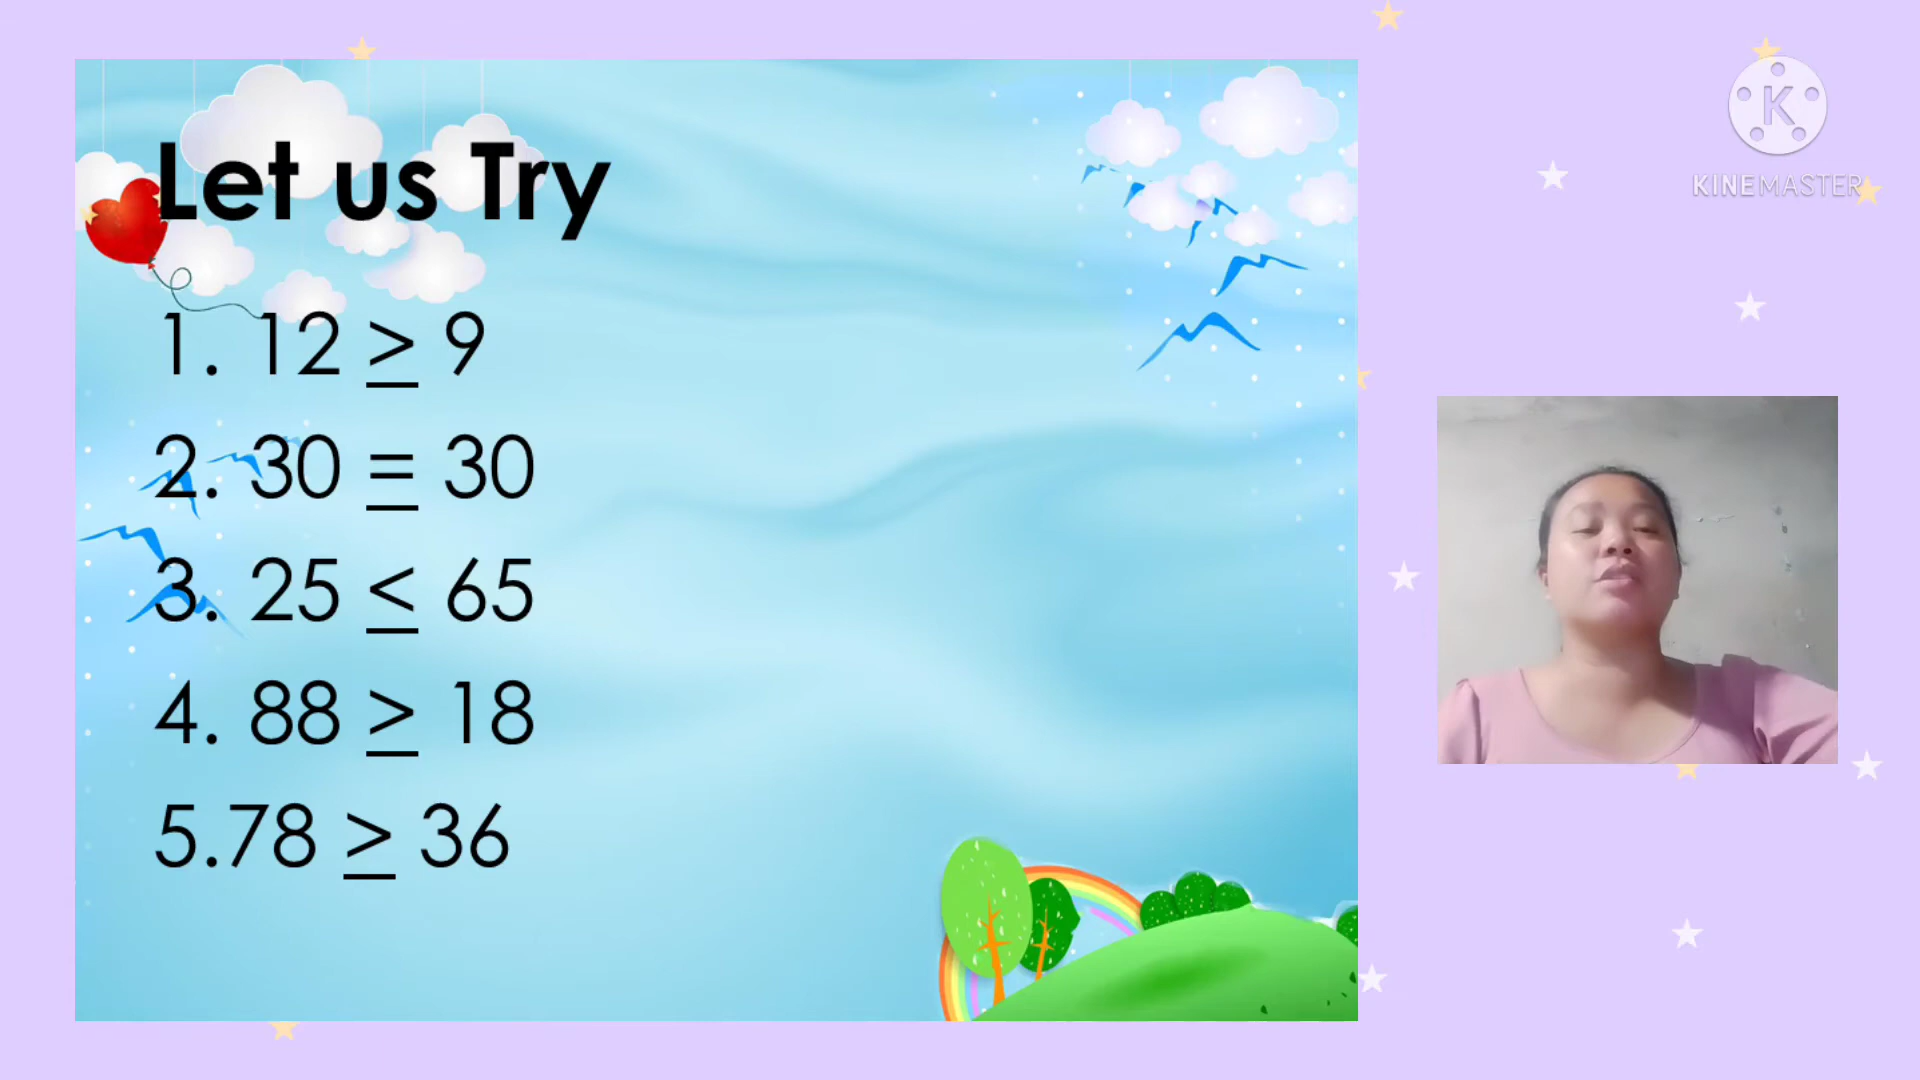 Let us Try
1. 12 > 9
2. 30 = 30
3. 25 < 65
4. 88 > 18
5.78 > 36
K
KINEMASTER